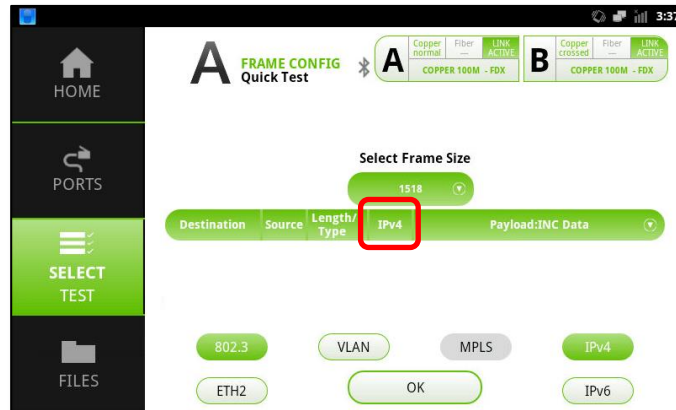 3:37
HOME
PORTS
SELECT
TEST
FILES
A
FRAME CONFIG
Quick Test
A
Copper
normal
Fiber
---
LINK
ACTIVE
COPPER 100M - FDX
B
Copper
crossed
Fiber
---
LINK
ACTIVE
COPPER 100M - FDX
Select Frame Size
1518
Destination
Source
Length/
Type
IPv4
Payload:INC Data
802.3
VLAN
MPLS
IPv4
ETH2
OK
IPv6